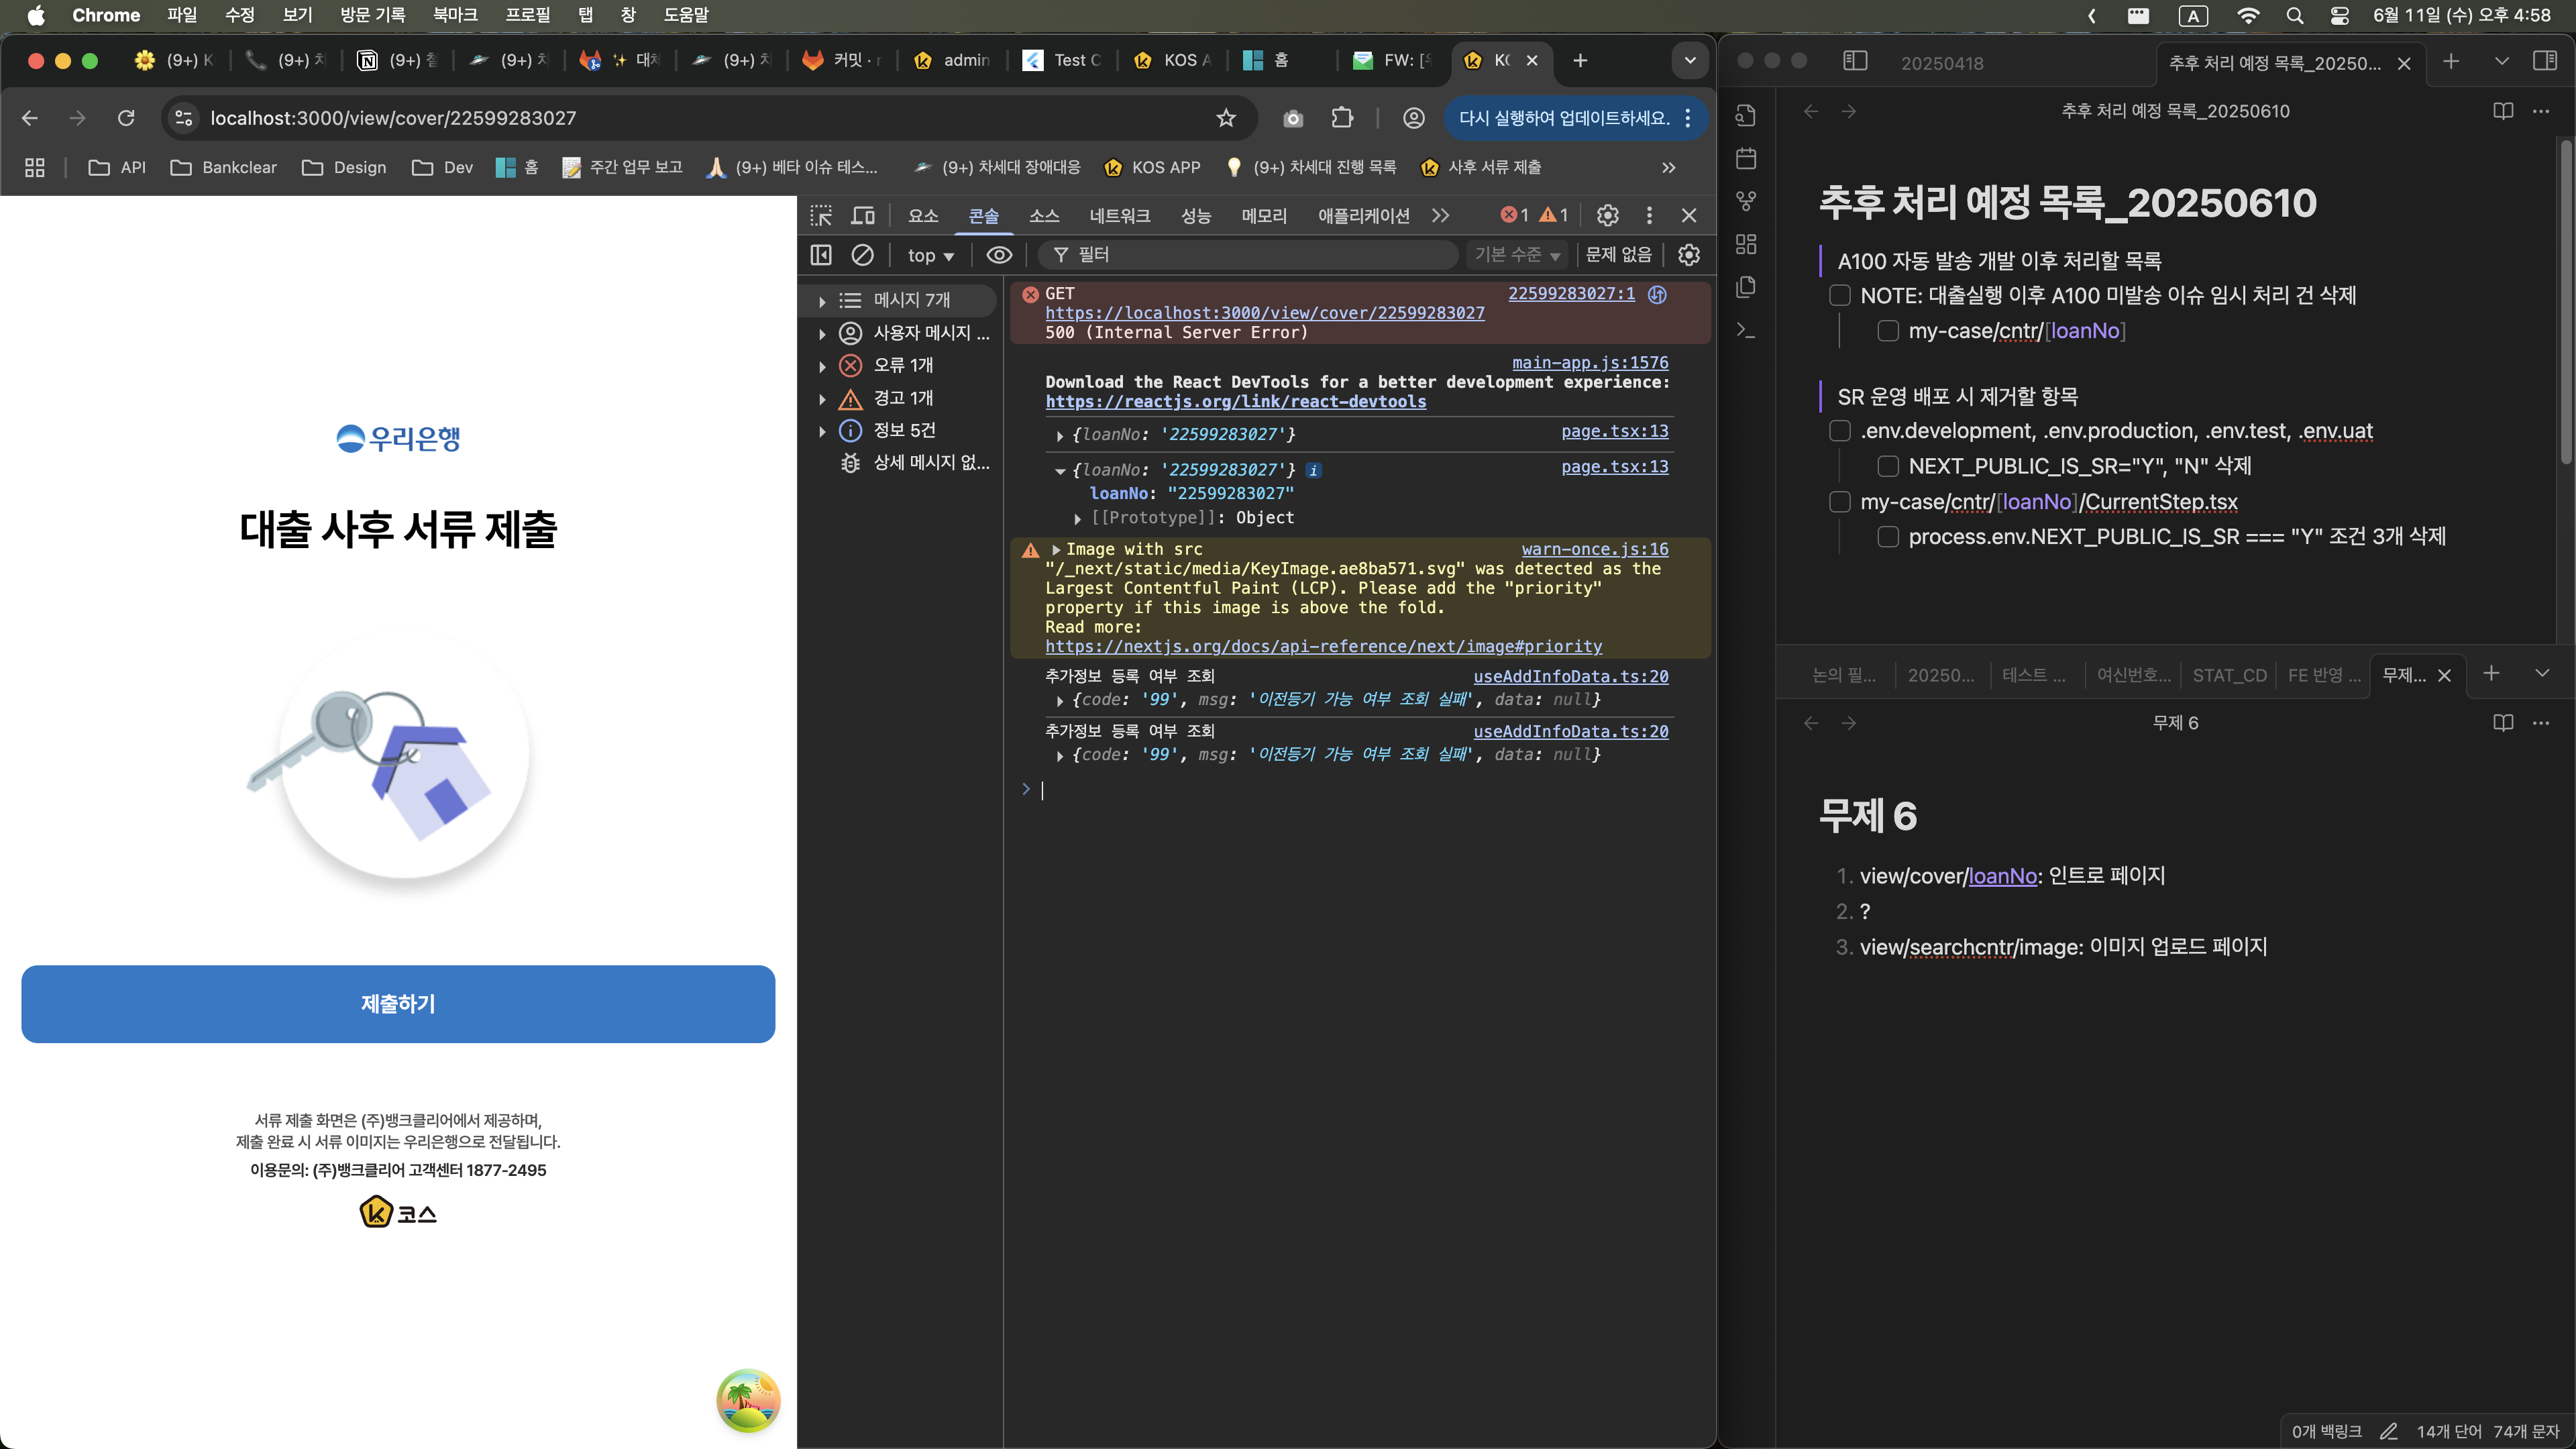 Chrome 파일 수정 보기 방문 기록 북마크 프로필 탭 창 도움말
A 6월 11일 (수) 오후 4:58
(9+) K (9+) (9+) (9+) (9+) 커밋 · admin Test C KOS A 홈 FW: [
localhost:3000/view/cover/22599283027
다시 실행하여 업데이트하세요.
API Bankclear Design Dev 홈 주간 업무 보고 (9+) 베타 이슈 테스... (9+) 차세대 장애대응 KOS APP (9+) 차세대 진행 목록 사후 서류 제출
우리은행
대출 사후 서류 제출
제출하기
서류 제출 화면은 (주)뱅크클리어에서 제공하며,
제출 완료 시 서류 이미지는 우리은행으로 전달됩니다.
이용문의: (주)뱅크클리어 고객센터 1877-2495
코스
요소 콘솔 소스 네트워크 성능 메모리 애플리케이션 1 1
top 필터 기본 수준 문제 없음
메시지 7개
사용자 메시지 ...
오류 1개
경고 1개
정보 5건
상세 메시지 없...
GET 22599283027:1
https://localhost:3000/view/cover/22599283027
500 (Internal Server Error)
main-app.js:1576
Download the React DevTools for a better development experience:
https://reactjs.org/link/react-devtools
{loanNo: '22599283027'} page.tsx:13
{loanNo: '22599283027'} i page.tsx:13
loanNo: "22599283027"
[[Prototype]]: Object
Image with src warn-once.js:16
"/_next/static/media/KeyImage.ae8ba571.svg" was detected as the
Largest Contentful Paint (LCP). Please add the "priority"
property if this image is above the fold.
Read more:
https://nextjs.org/docs/api-reference/next/image#priority
추가정보 등록 여부 조회 useAddInfoData.ts:20
{code: '99', msg: '이전등기 가능 여부 조회 실패', data: null}
추가정보 등록 여부 조회 useAddInfoData.ts:20
{code: '99', msg: '이전등기 가능 여부 조회 실패', data: null}
20250418 추후 처리 예정 목록_20250...
추후 처리 예정 목록_20250610
추후 처리 예정 목록_20250610
A100 자동 발송 개발 이후 처리할 목록
NOTE: 대출실행 이후 A100 미발송 이슈 임시 처리 건 삭제
my-case/cntr/[loanNo]
SR 운영 배포 시 제거할 항목
.env.development, .env.production, .env.test, .env.uat
NEXT_PUBLIC_IS_SR="Y", "N" 삭제
my-case/cntr/[loanNo]/CurrentStep.tsx
process.env.NEXT_PUBLIC_IS_SR === "Y" 조건 3개 삭제
논의 필... 20250... 테스트 ... 여신번호... STAT_CD FE 반영 ... 무제...
무제 6
무제 6
1. view/cover/loanNo: 인트로 페이지
2. ?
3. view/searchcntr/image: 이미지 업로드 페이지
0개 백링크 14개 단어 74개 문자